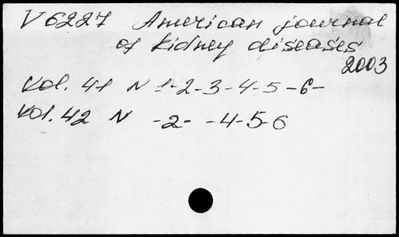 V6227 American journal
of kidney diseases
2003
Vol. 41 N 1-2-3-4-5-6-
Vol. 42 N -2- -4-5-6